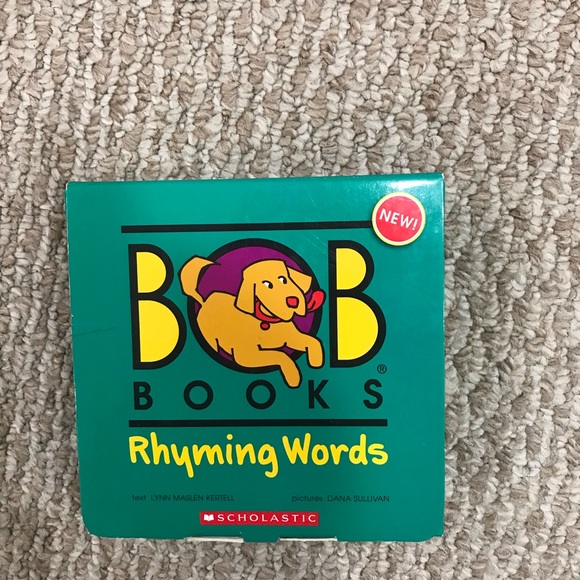 NEW!
BOB®
BOOKS
Rhyming Words
text LYNN MASLEN KERTELL pictures DANA SULLIVAN
SCHOLASTIC